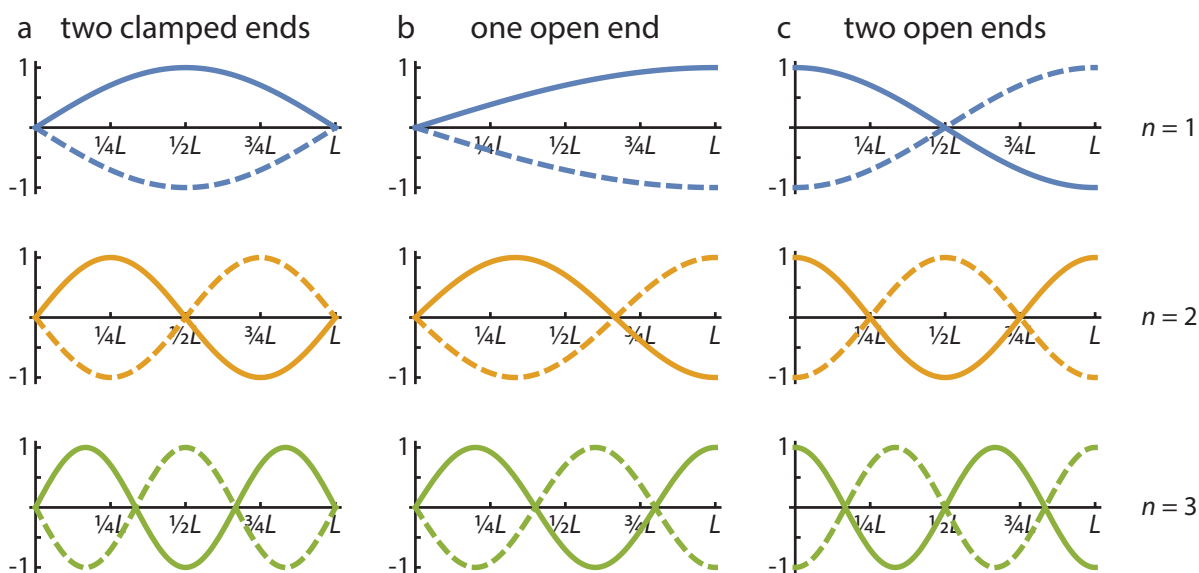 a two clamped ends b one open end c two open ends
1 1 1
¼L ½L ¾L L ¼L ½L ¾L L ¼L ½L ¾L L n = 1
-1 -1 -1
1 1 1
¼L ½L ¾L L ¼L ½L ¾L L ¼L ½L ¾L L n = 2
-1 -1 -1
1 1 1
¼L ½L ¾L L ¼L ½L ¾L L ¼L ½L ¾L L n = 3
-1 -1 -1